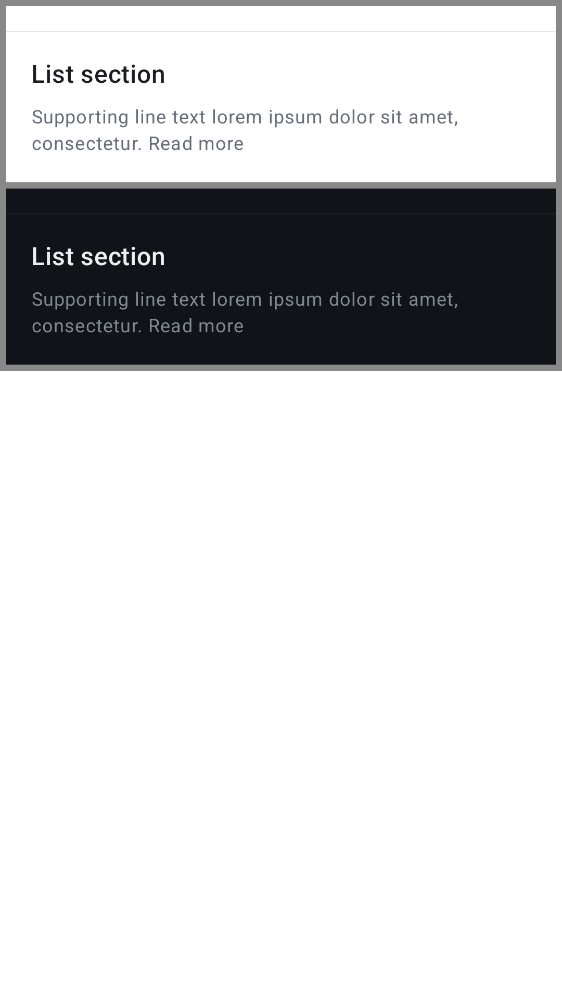 List section
Supporting line text lorem ipsum dolor sit amet,
consectetur. Read more
List section
Supporting line text lorem ipsum dolor sit amet,
consectetur. Read more